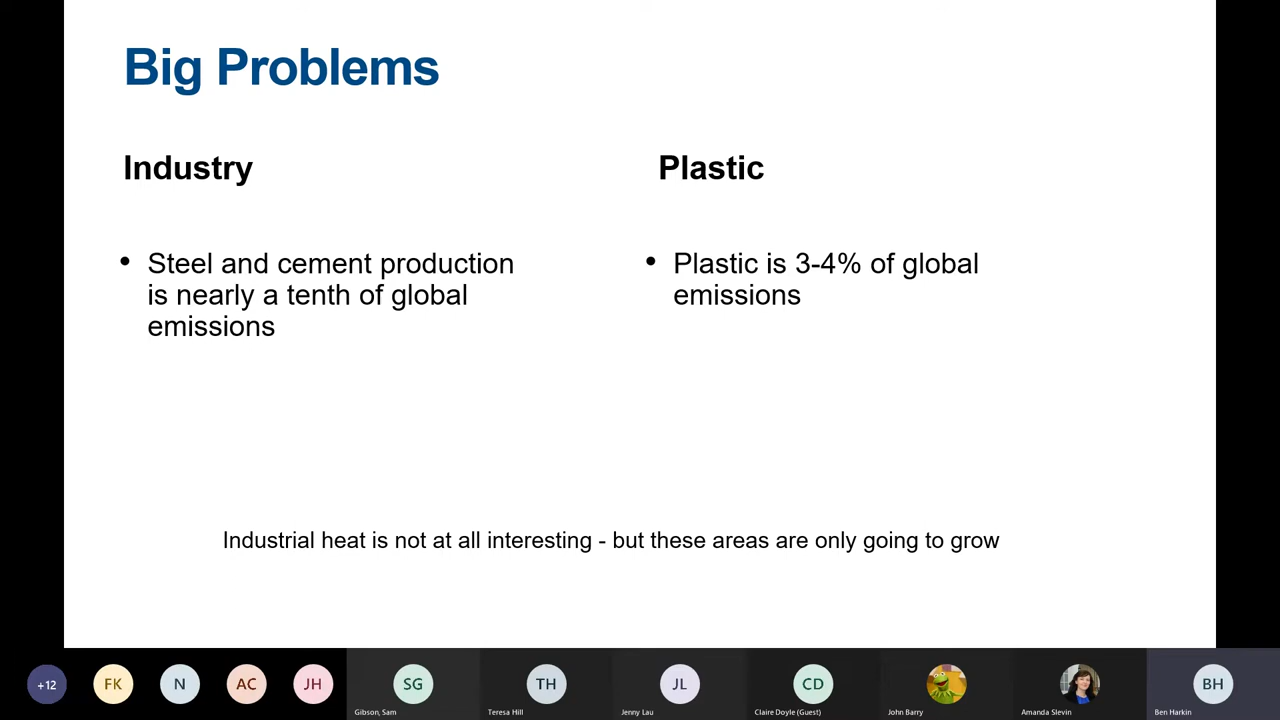 Big Problems
Industry
Plastic
• Steel and cement production
is nearly a tenth of global
emissions
• Plastic is 3-4% of global
emissions
Industrial heat is not at all interesting - but these areas are only going to grow
+12
FK
N
AC
JH
SG
TH
JL
CD
BH
Gibson, Sam
Teresa Hill
Jenny Lau
Claire Doyle (Guest)
John Barry
Amanda Slevin
Ben Harkin